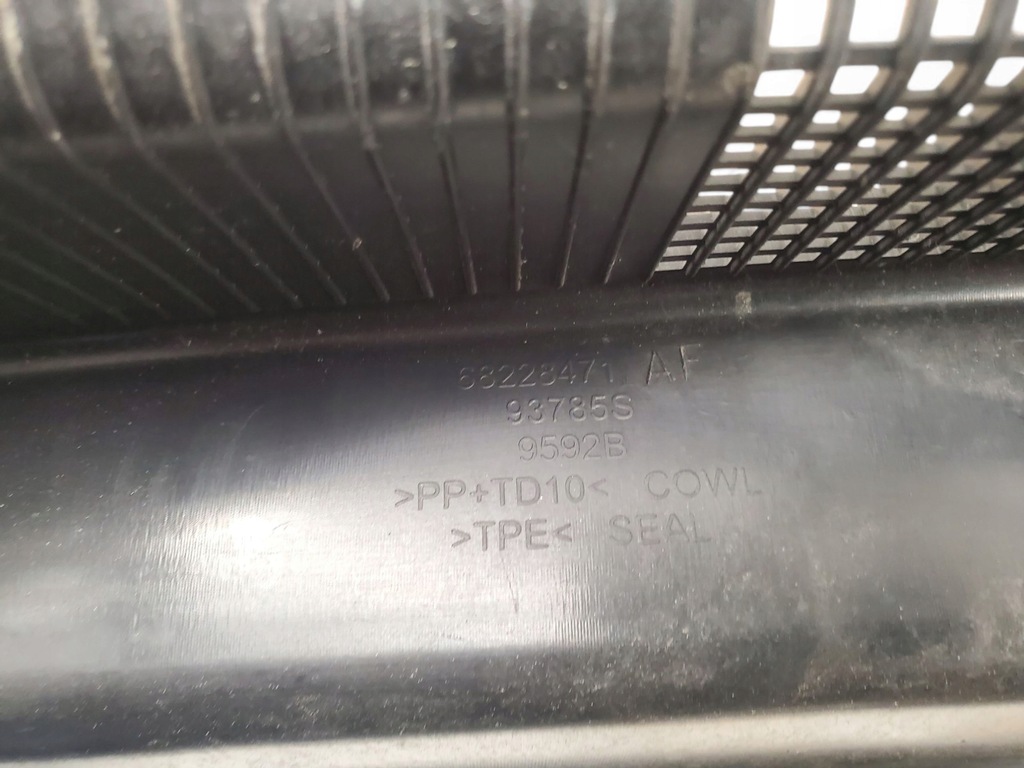 68228471 AF
93785S
9592B
>PP+TD10< COWL
>TPE< SEAL